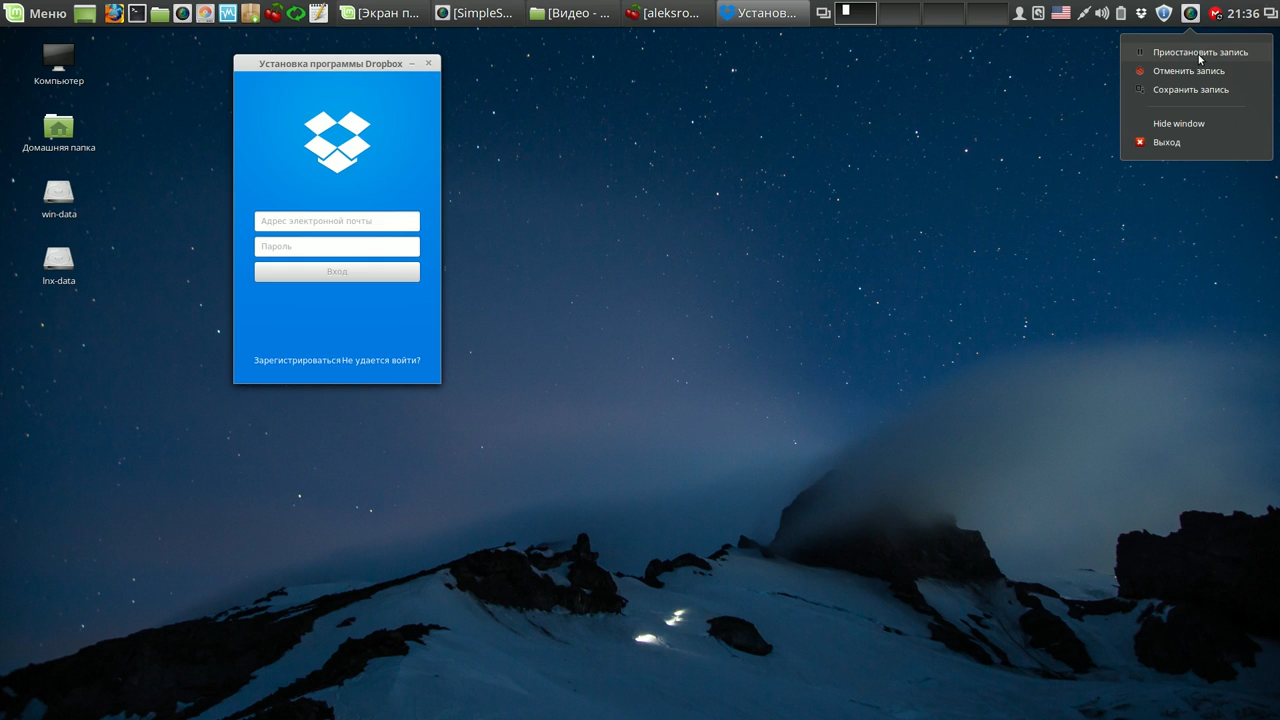 Меню
[Экран п...
[SimpleS...
[Видео - ...
[aleksro...
Установ...
21:36
Компьютер
Домашняя папка
win-data
lnx-data
Установка программы Dropbox
Адрес электронной почты
Пароль
Вход
Зарегистрироваться Не удается войти?
Приостановить запись
Отменить запись
Сохранить запись
Hide window
Выход